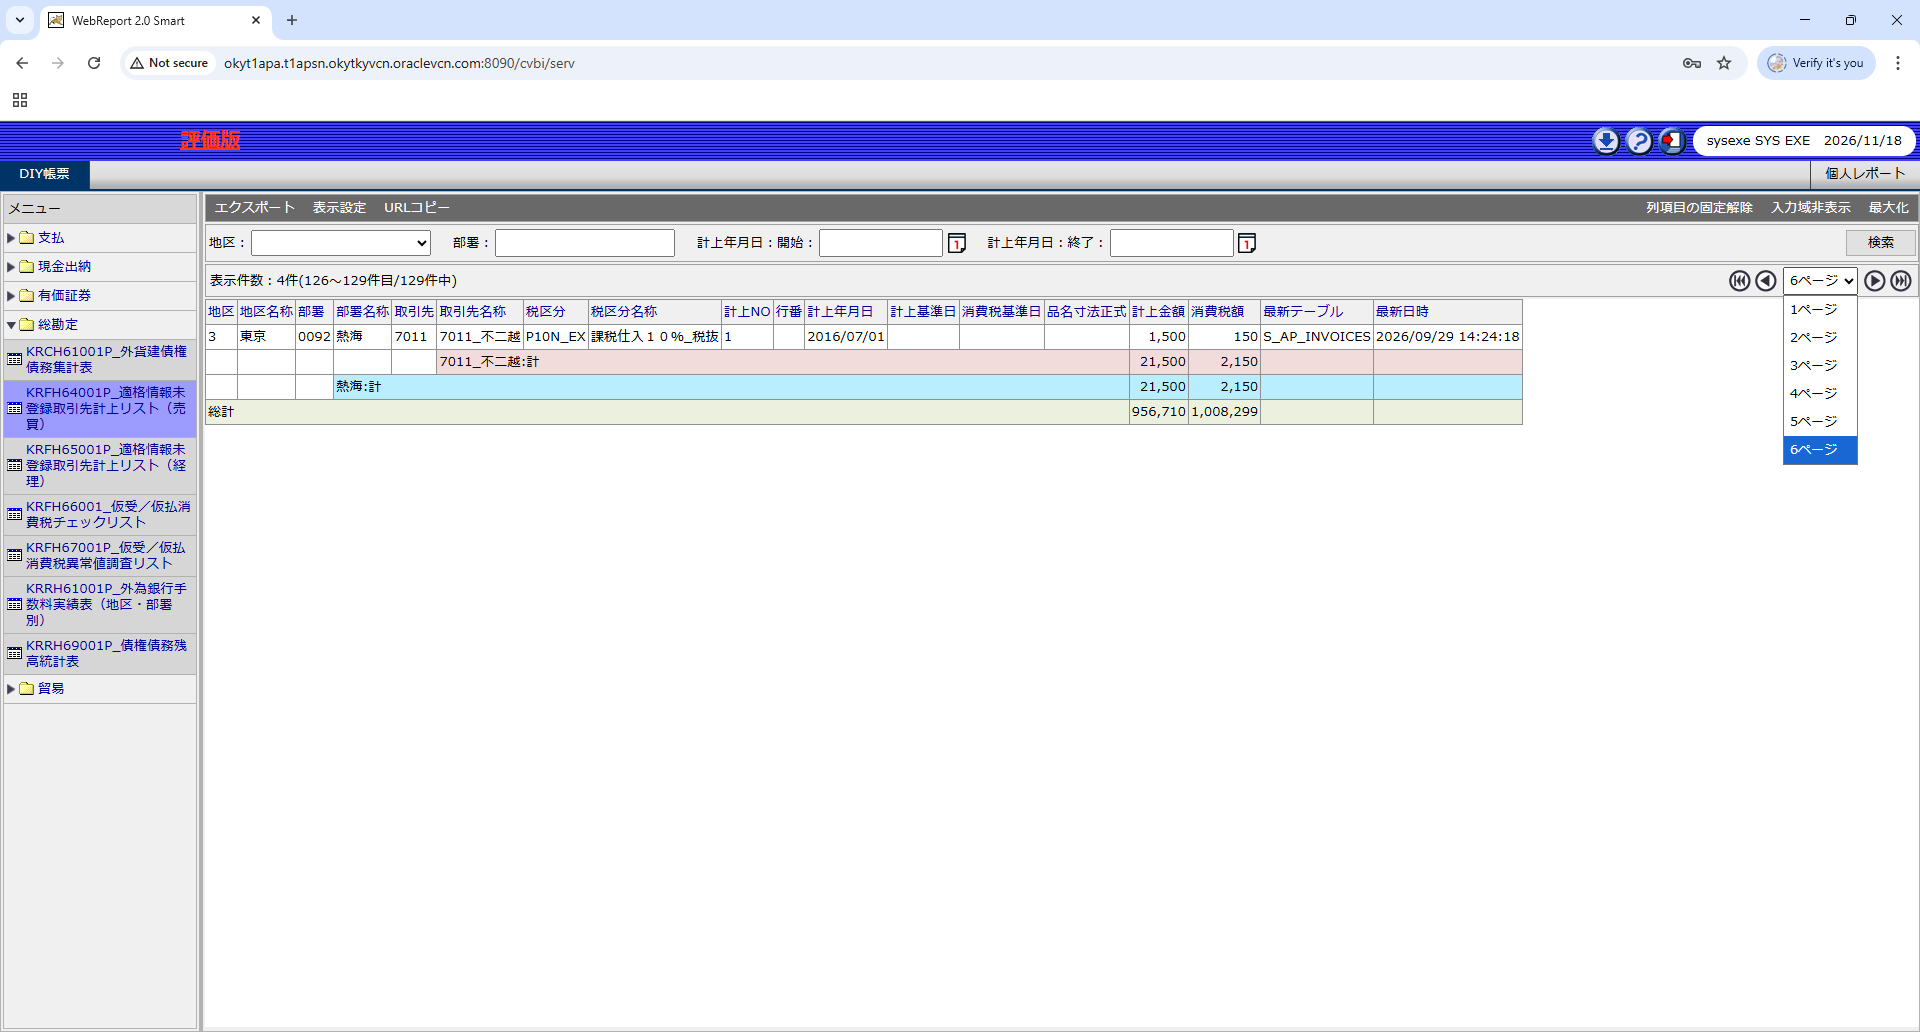 WebReport 2.0 Smart
Not secure
okyt1apa.t1apsn.okytkyvcn.oraclevcn.com:8090/cvbi/serv
Verify it's you
評価版
sysexe SYS EXE 2026/11/18
DIY帳票
個人レポート
メニュー
支払
現金出納
有価証券
総勘定
KRCH61001P_外貨建債権
債務集計表
KRFH64001P_適格情報未
登録取引先計上リスト（売
買）
KRFH65001P_適格情報未
登録取引先計上リスト（経
理）
KRFH66001_仮受／仮払消
費税チェックリスト
KRFH67001P_仮受／仮払
消費税異常値調査リスト
KRRH61001P_外為銀行手
数料実績表（地区・部署
別）
KRRH69001P_債権債務残
高統計表
貿易
エクスポート 表示設定 URLコピー
列項目の固定解除 入力域非表示 最大化
地区： 部署： 計上年月日：開始： 1 計上年月日：終了： 1 検索
表示件数：4件(126～129件目/129件中)
6ページ
1ページ
2ページ
3ページ
4ページ
5ページ
6ページ
地区 地区名称 部署 部署名称 取引先 取引先名称 税区分 税区分名称 計上NO 行番 計上年月日 計上基準日 消費税基準日 品名寸法正式 計上金額 消費税額 最新テーブル 最新日時
3 東京 0092 熱海 7011 7011_不二越 P10N_EX 課税仕入１０%_税抜 1 2016/07/01 1,500 150 S_AP_INVOICES 2026/09/29 14:24:18
7011_不二越:計 21,500 2,150
熱海:計 21,500 2,150
総計 956,710 1,008,299